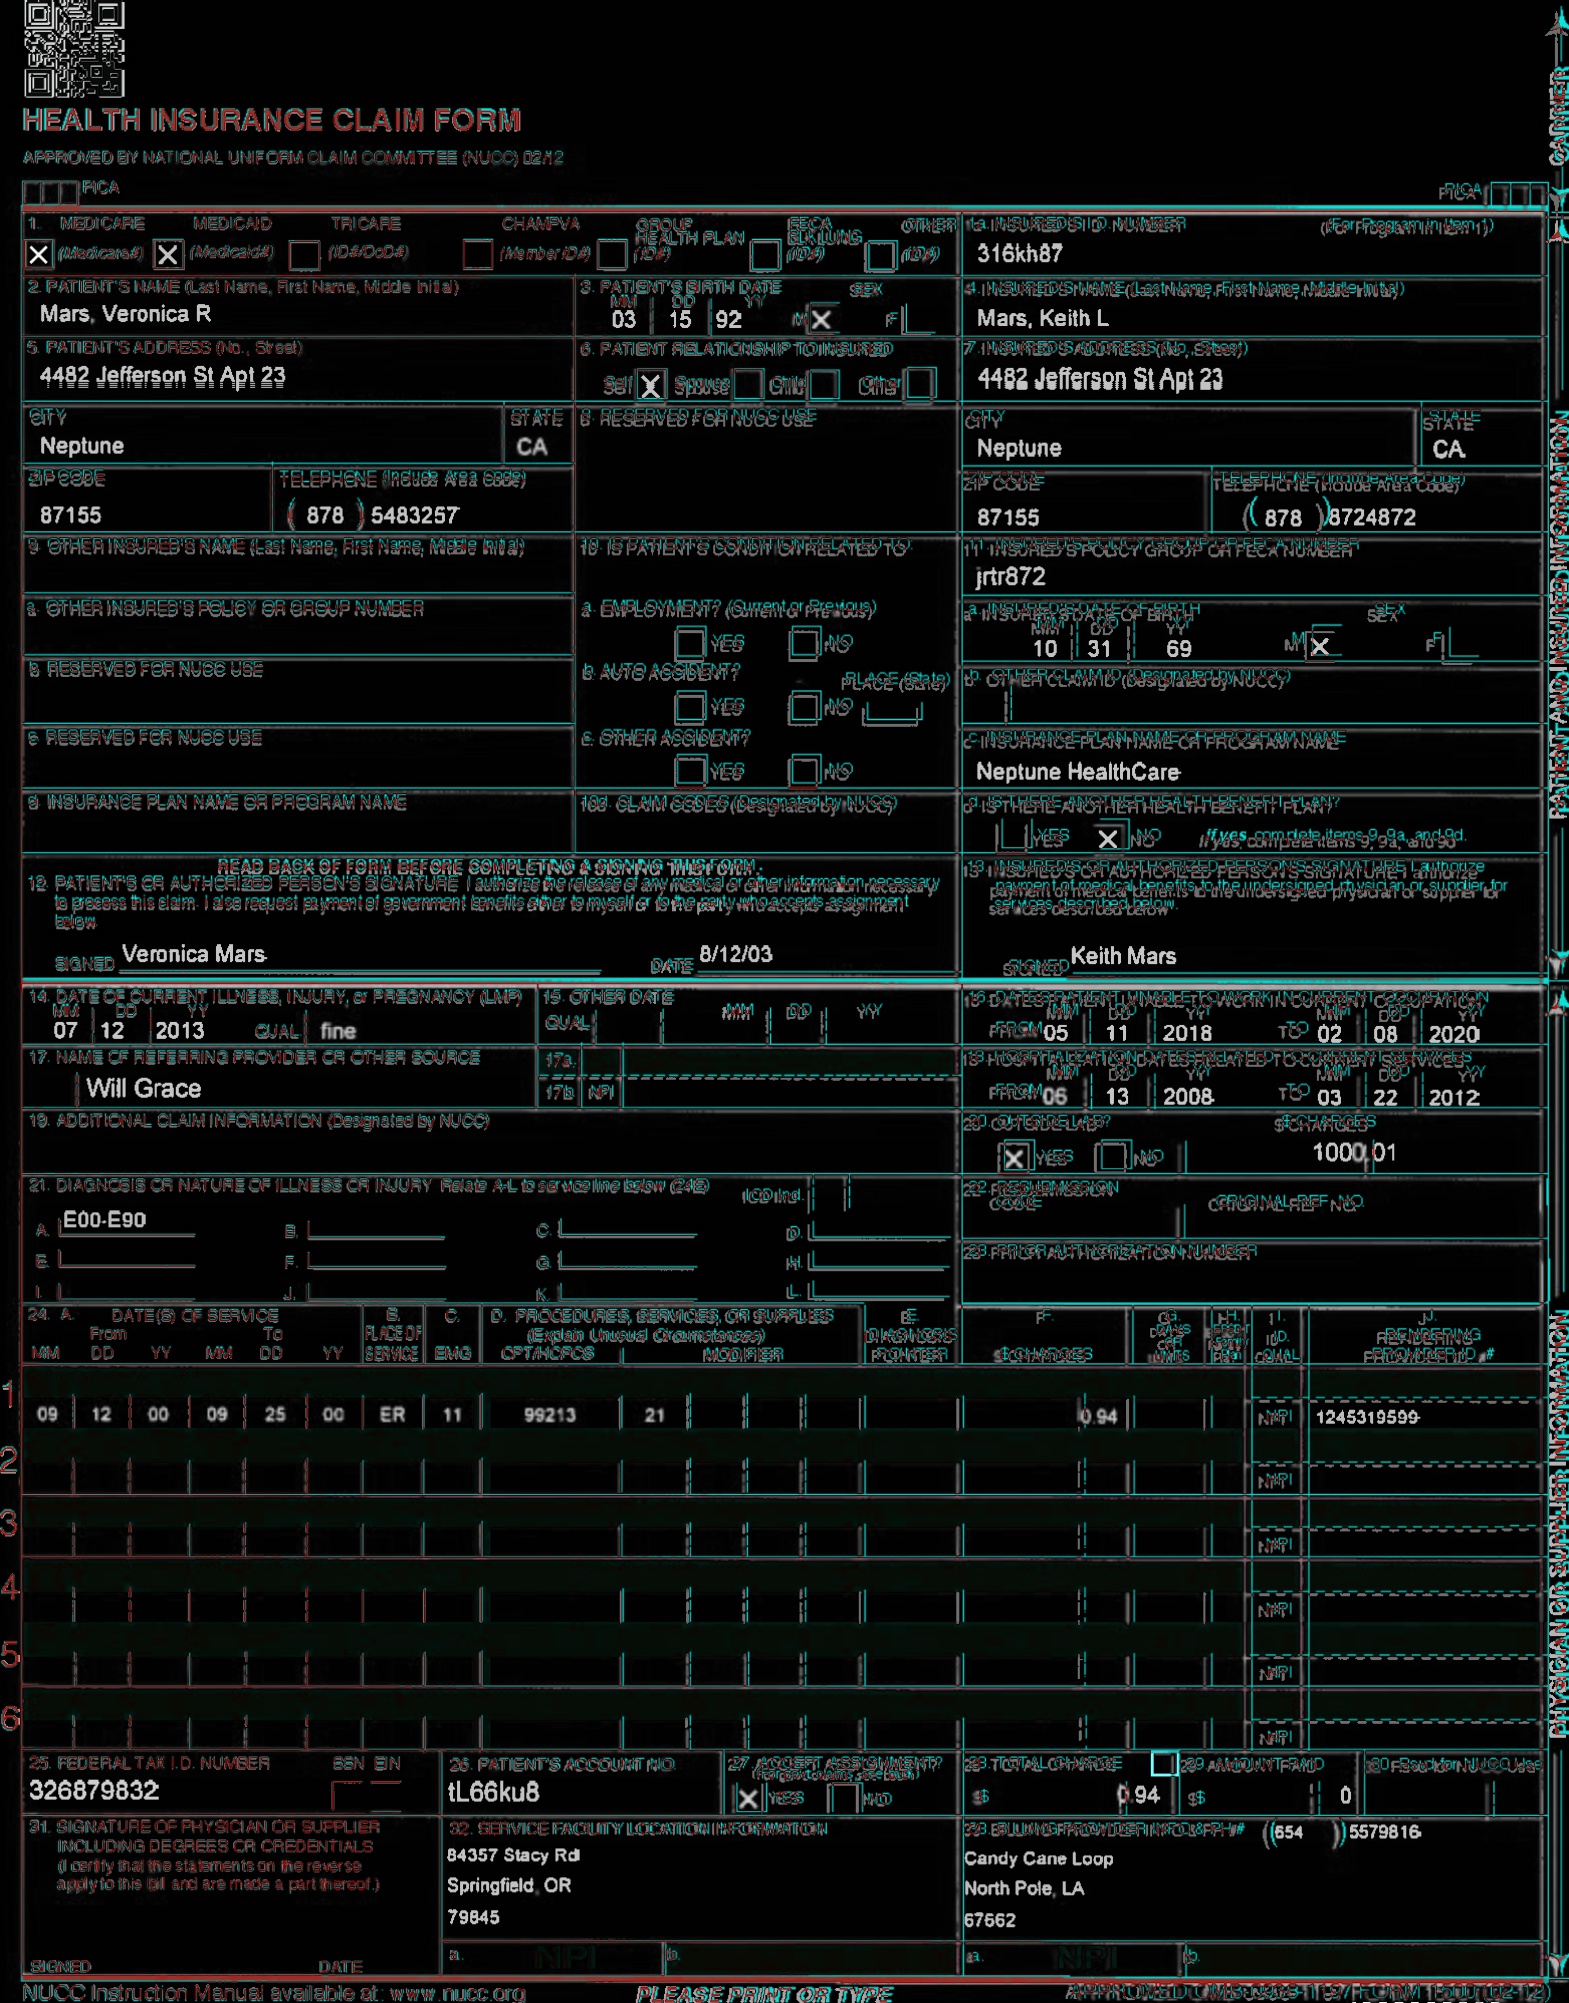 HEALTH INSURANCE CLAIM FORM
APPROVED BY NATIONAL UNIFORM CLAIM COMMITTEE (NUCC) 02/12
PICA PICA
CARRIER
1. MEDICARE MEDICAID TRICARE CHAMPVA GROUP HEALTH PLAN FECA BLK LUNG OTHER 1a. INSURED'S I.D. NUMBER (For Program in Item 1)
X (Medicare#) X (Medicaid#) (ID#/DoD#) (Member ID#) (ID#) (ID#) (ID#) 316kh87
2. PATIENT'S NAME (Last Name, First Name, Middle Initial) 3. PATIENT'S BIRTH DATE SEX 4. INSURED'S NAME (Last Name, First Name, Middle Initial)
MM DD YY
Mars, Veronica R 03 15 92 M X F Mars, Keith L
5. PATIENT'S ADDRESS (No., Street) 6. PATIENT RELATIONSHIP TO INSURED 7. INSURED'S ADDRESS (No., Street)
4482 Jefferson St Apt 23 Self X Spouse Child Other 4482 Jefferson St Apt 23
CITY STATE 8. RESERVED FOR NUCC USE CITY STATE
Neptune CA Neptune CA
ZIP CODE TELEPHONE (Include Area Code) ZIP CODE TELEPHONE (Include Area Code)
87155 ( 878 ) 5483257 87155 ( 878 ) 8724872
9. OTHER INSURED'S NAME (Last Name, First Name, Middle Initial) 10. IS PATIENT'S CONDITION RELATED TO: 11. INSURED'S POLICY GROUP OR FECA NUMBER
jrtr872
a. OTHER INSURED'S POLICY OR GROUP NUMBER a. EMPLOYMENT? (Current or Previous) a. INSURED'S DATE OF BIRTH SEX
MM DD YY
YES NO 10 31 69 M X F
b. RESERVED FOR NUCC USE b. AUTO ACCIDENT? PLACE (State) b. OTHER CLAIM ID (Designated by NUCC)
YES NO
c. RESERVED FOR NUCC USE c. OTHER ACCIDENT? c. INSURANCE PLAN NAME OR PROGRAM NAME
YES NO Neptune HealthCare
d. INSURANCE PLAN NAME OR PROGRAM NAME 10d. CLAIM CODES (Designated by NUCC) d. IS THERE ANOTHER HEALTH BENEFIT PLAN?
YES X NO If yes, complete items 9, 9a, and 9d.
PATIENT AND INSURED INFORMATION
READ BACK OF FORM BEFORE COMPLETING & SIGNING THIS FORM.
12. PATIENT'S OR AUTHORIZED PERSON'S SIGNATURE I authorize the release of any medical or other information necessary
to process this claim. I also request payment of government benefits either to myself or to the party who accepts assignment
below.
SIGNED Veronica Mars DATE 8/12/03
13. INSURED'S OR AUTHORIZED PERSON'S SIGNATURE I authorize
payment of medical benefits to the undersigned physician or supplier for
services described below.
SIGNED Keith Mars
14. DATE OF CURRENT ILLNESS, INJURY, or PREGNANCY (LMP) 15. OTHER DATE 16. DATES PATIENT UNABLE TO WORK IN CURRENT OCCUPATION
MM DD YY MM DD YY MM DD YY MM DD YY
07 12 2013 QUAL. fine QUAL. FROM 05 11 2018 TO 02 08 2020
17. NAME OF REFERRING PROVIDER OR OTHER SOURCE 17a. 18. HOSPITALIZATION DATES RELATED TO CURRENT SERVICES
MM DD YY MM DD YY
Will Grace 17b. NPI FROM 06 13 2008 TO 03 22 2012
19. ADDITIONAL CLAIM INFORMATION (Designated by NUCC) 20. OUTSIDE LAB? $ CHARGES
X YES NO 1000 01
21. DIAGNOSIS OR NATURE OF ILLNESS OR INJURY Relate A-L to service line below (24E) ICD Ind. 22. RESUBMISSION CODE ORIGINAL REF. NO.
A. E00-E90 B. C. D.
E. F. G. H. 23. PRIOR AUTHORIZATION NUMBER
I. J. K. L.
24. A. DATE(S) OF SERVICE B. C. D. PROCEDURES, SERVICES, OR SUPPLIES E. F. G. H. I. J.
From To PLACE OF (Explain Unusual Circumstances) DIAGNOSIS DAYS OR ID. RENDERING
MM DD YY MM DD YY SERVICE EMG CPT/HCPCS MODIFIER POINTER $ CHARGES UNITS QUAL. PROVIDER ID. #
1
09 12 00 09 25 00 ER 11 99213 21 0.94 NPI 1245319599
2
NPI
3
NPI
4
NPI
5
NPI
6
NPI
PHYSICIAN OR SUPPLIER INFORMATION
25. FEDERAL TAX I.D. NUMBER SSN EIN 26. PATIENT'S ACCOUNT NO. 27. ACCEPT ASSIGNMENT? 28. TOTAL CHARGE 29. AMOUNT PAID 30. Rsvd for NUCC Use
(For govt. claims, see back)
326879832 tL66ku8 X YES NO $ 0.94 $ 0
31. SIGNATURE OF PHYSICIAN OR SUPPLIER
INCLUDING DEGREES OR CREDENTIALS
(I certify that the statements on the reverse
apply to this bill and are made a part thereof.)
SIGNED DATE
32. SERVICE FACILITY LOCATION INFORMATION
84357 Stacy Rd
Springfield, OR
79845
a. NPI b.
33. BILLING PROVIDER INFO & PH# (654 ) 5579816
Candy Cane Loop
North Pole, LA
67662
a. NPI b.
NUCC Instruction Manual available at: www.nucc.org PLEASE PRINT OR TYPE APPROVED OMB-0938-1197 FORM 1500 (02-12)